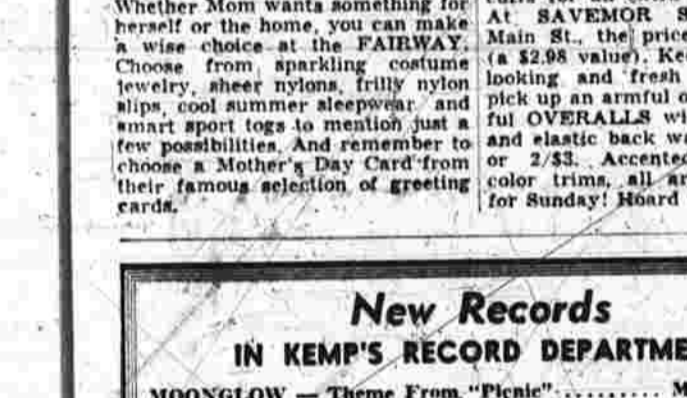 Whether Mom wants something for
herself or the home, you can make
a wise choice at the FAIRWAY.
Choose from sparkling costume
jewelry, sheer nylons, frilly nylon
slips, cool summer sleepwear and
smart sport togs to mention just a
few possibilities. And remember to
choose a Mother's Day Card from
their famous selection of greeting
cards.
At SAVEMOR S
Main St., the price
(a $2.98 value). Ke
looking and fresh
pick up an armful o
ful OVERALLS wi
and elastic back wa
or 2/$3. Accented
color trims, all ar
for Sunday! Hoard
New Records
IN KEMP'S RECORD DEPARTME
MOONGLOW — Theme From "Picnic" ......... M